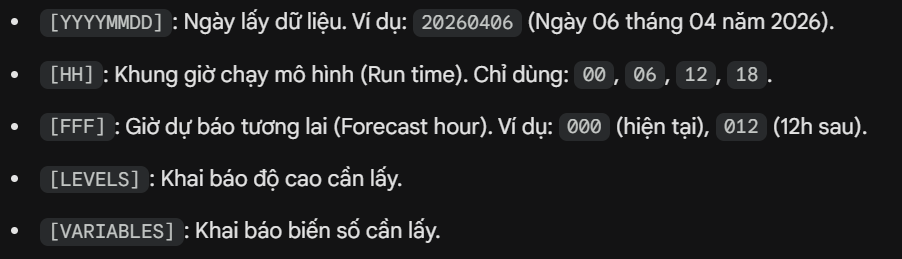 • [YYYYMMDD]: Ngày lấy dữ liệu. Ví dụ: 20260406 (Ngày 06 tháng 04 năm 2026).
• [HH]: Khung giờ chạy mô hình (Run time). Chỉ dùng: 00, 06, 12, 18.
• [FFF]: Giờ dự báo tương lai (Forecast hour). Ví dụ: 000 (hiện tại), 012 (12h sau).
• [LEVELS]: Khai báo độ cao cần lấy.
• [VARIABLES]: Khai báo biến số cần lấy.